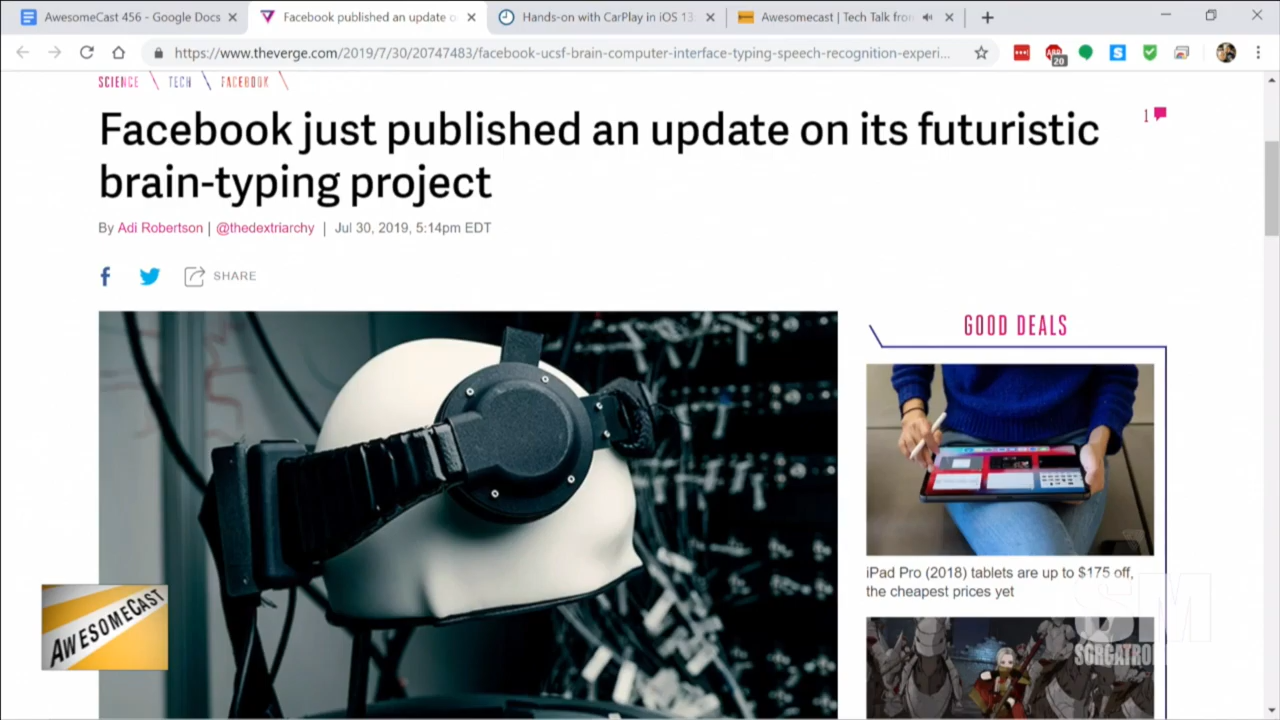 AwesomeCast 456 - Google Docs
Facebook published an update o
Hands-on with CarPlay in iOS 13
Awesomecast | Tech Talk from
https://www.theverge.com/2019/7/30/20747483/facebook-ucsf-brain-computer-interface-typing-speech-recognition-experi...
20
SCIENCE TECH FACEBOOK
Facebook just published an update on its futuristic
brain-typing project
1
By Adi Robertson | @thedextriarchy | Jul 30, 2019, 5:14pm EDT
SHARE
GOOD DEALS
iPad Pro (2018) tablets are up to $175 off,
the cheapest prices yet
AWESOMECAST
SM
SORGATRON